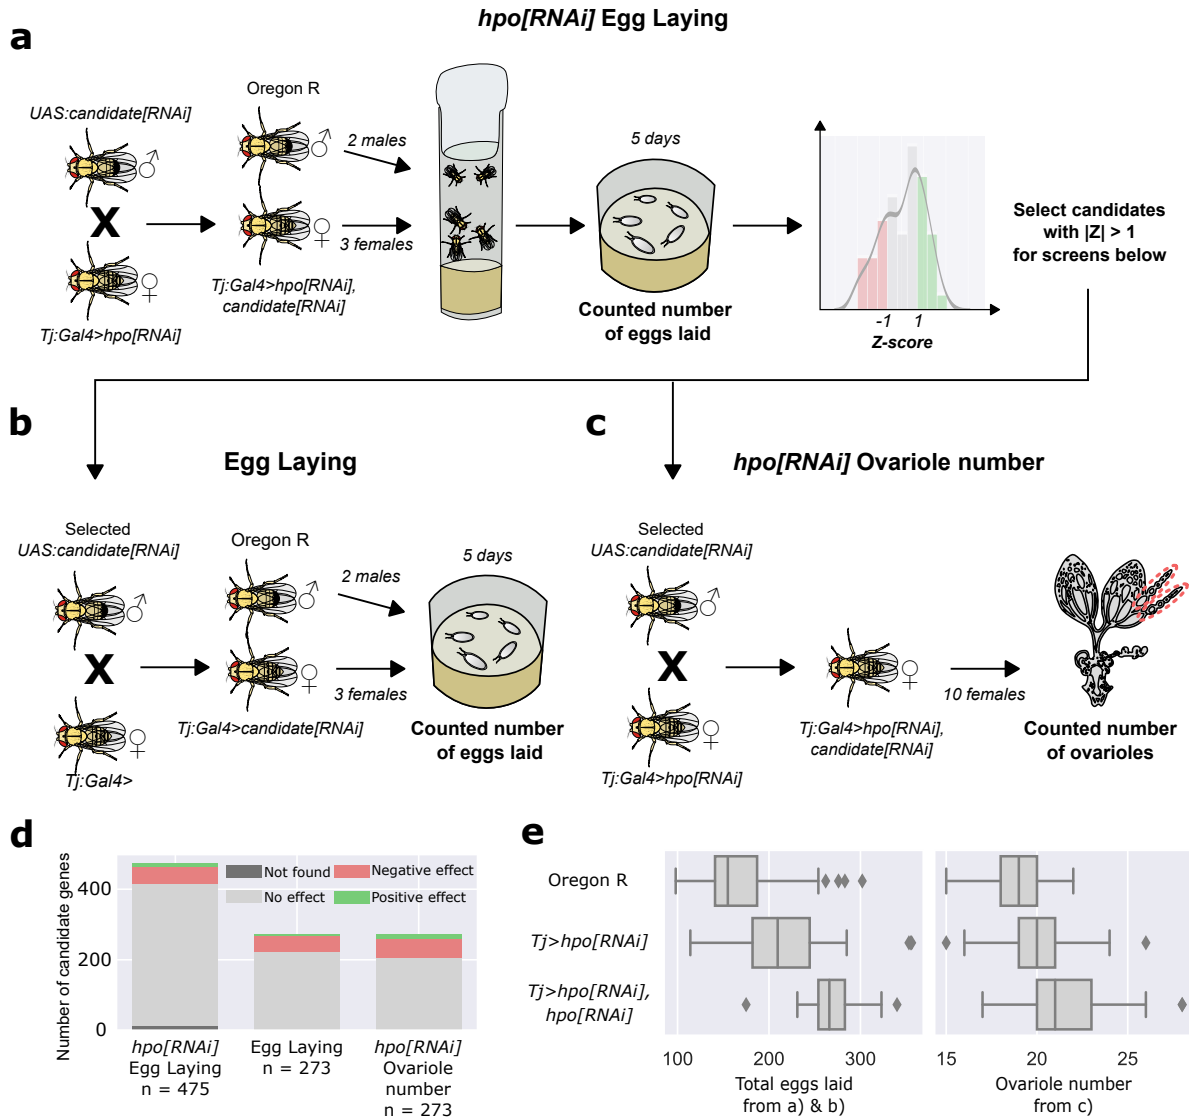 a
hpo[RNAi] Egg Laying
UAS:candidate[RNAi]
Oregon R
2 males
5 days
X
3 females
Tj:Gal4>hpo[RNAi]
Tj:Gal4>hpo[RNAi],
candidate[RNAi]
Counted number
of eggs laid
-1
1
Z-score
Select candidates
with |Z| > 1
for screens below
b
Egg Laying
Selected
UAS:candidate[RNAi]
Oregon R
2 males
5 days
X
3 females
Tj:Gal4>
Tj:Gal4>candidate[RNAi]
Counted number
of eggs laid
c
hpo[RNAi] Ovariole number
Selected
UAS:candidate[RNAi]
X
Tj:Gal4>hpo[RNAi]
10 females
Tj:Gal4>hpo[RNAi],
candidate[RNAi]
Counted number
of ovarioles
d
Number of candidate genes
400
200
0
Not found
Negative effect
No effect
Positive effect
hpo[RNAi]
Egg Laying
n = 475
Egg Laying
n = 273
hpo[RNAi]
Ovariole
number
n = 273
e
Oregon R
Tj>hpo[RNAi]
Tj>hpo[RNAi],
hpo[RNAi]
100
200
300
Total eggs laid
from a) & b)
15
20
25
Ovariole number
from c)